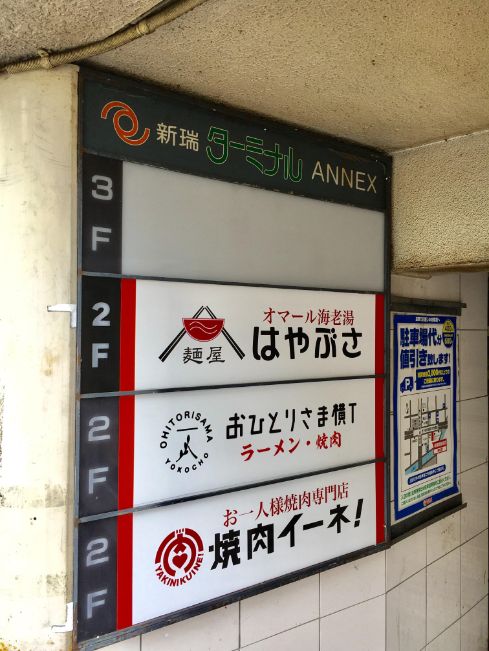 新瑞 ターミナル ANNEX
3F
2F
オマール海老湯
麺屋 はやぶさ
2F
OHITORISAMA YOKOCHO
おひとりさま横丁
ラーメン・焼肉
2F
お一人様焼肉専門店
焼肉イーネ!
YAKINIKUINE!
駐車場代が
値引き致します!